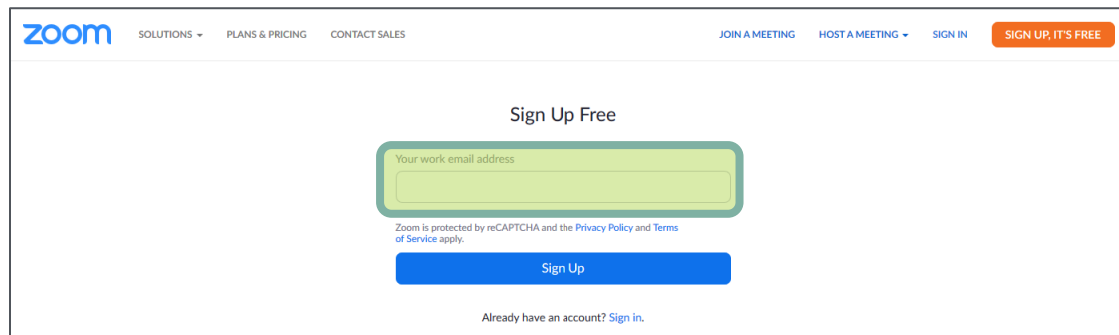 zoom SOLUTIONS PLANS & PRICING CONTACT SALES JOIN A MEETING HOST A MEETING SIGN IN SIGN UP, IT'S FREE
Sign Up Free
Your work email address
Zoom is protected by reCAPTCHA and the Privacy Policy and Terms
of Service apply.
Sign Up
Already have an account? Sign in.